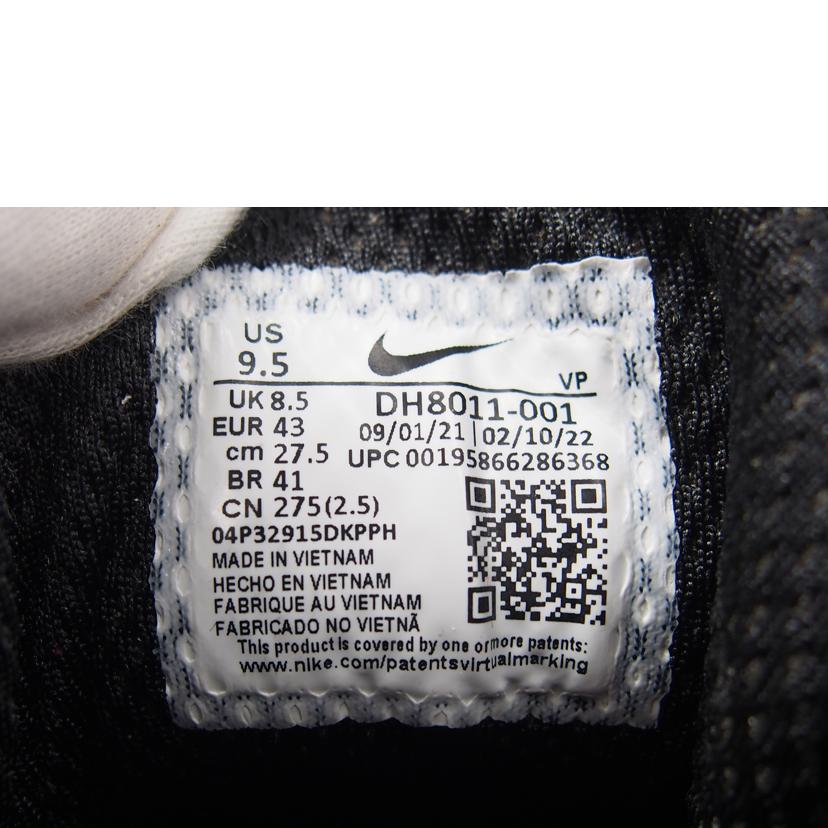 US
9.5
VP
UK 8.5
DH8011-001
EUR 43
09/01/21 | 02/10/22
cm 27.5
UPC 00195866286368
BR 41
CN 275(2.5)
04P32915DKPPH
MADE IN VIETNAM
HECHO EN VIETNAM
FABRIQUE AU VIETNAM
FABRICADO NO VIETNÃ
This product is covered by one or more patents:
www.nike.com/patentsvirtualmarking